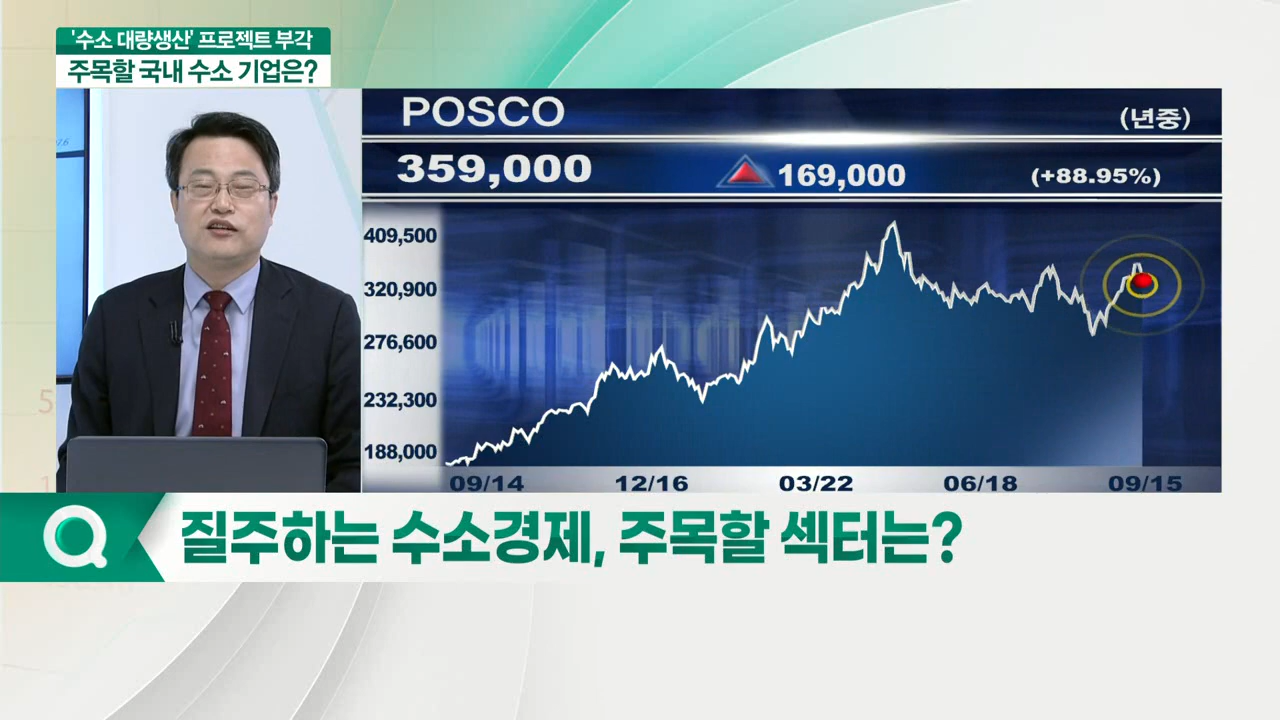 '수소 대량생산' 프로젝트 부각
주목할 국내 수소 기업은?
POSCO
(년중)
359,000
169,000
(+88.95%)
409,500
320,900
276,600
232,300
188,000
09/14
12/16
03/22
06/18
09/15
Q
질주하는 수소경제, 주목할 섹터는?